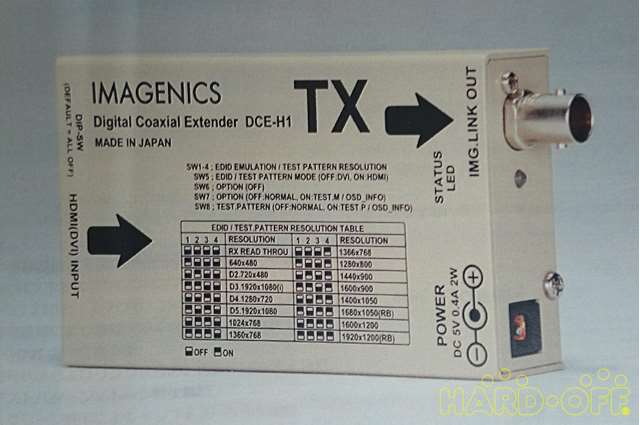 IMAGENICS
Digital Coaxial Extender DCE-H1
MADE IN JAPAN
TX
DIP-SW
(DEFAULT = ALL OFF)
HDMI(DVI) INPUT
SW1-4 ; EDID EMULATION / TEST PATTERN RESOLUTION
SW5 ; EDID / TEST PATTERN MODE (OFF:DVI, ON:HDMI)
SW6 ; OPTION (OFF)
SW7 ; OPTION (OFF:NORMAL, ON:TEST.M / OSD_INFO)
SW8 ; TEST.PATTERN (OFF:NORMAL, ON:TEST.P / OSD_INFO)
EDID / TEST.PATTERN RESOLUTION TABLE
1 2 3 4 RESOLUTION 1 2 3 4 RESOLUTION
RX READ THROU 1366x768
640x480 1280x800
D2.720x480 1440x900
D3.1920x1080(i) 1600x900
D4.1280x720 1400x1050
D5.1920x1080 1680x1050(RB)
1024x768 1600x1200
1360x768 1920x1200(RB)
OFF ON
IMG.LINK OUT
STATUS
LED
POWER
DC 5V 0.4A 2W
HARD-OFF